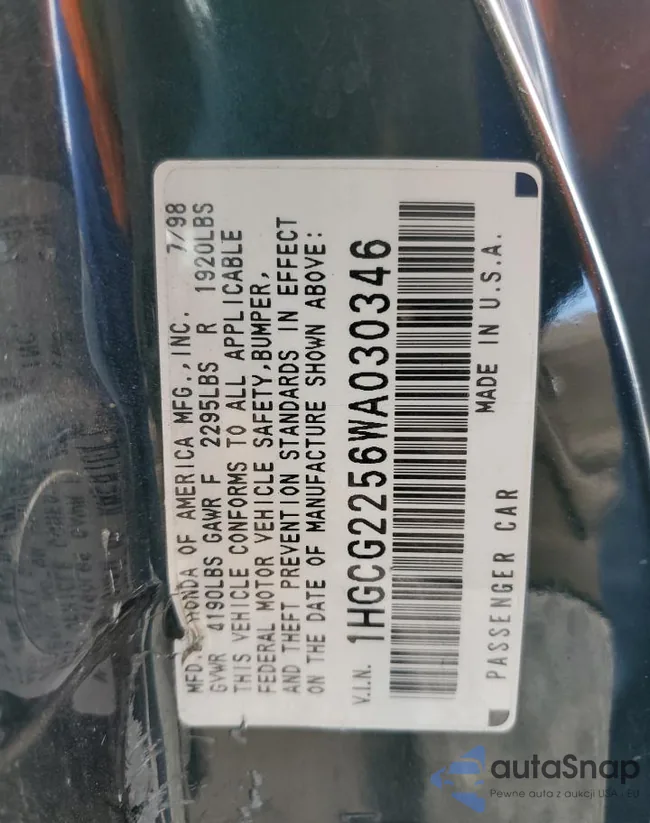 MFD. HONDA OF AMERICA MFG.,INC. 7/98
GVWR 4190LBS GAWR F 2295LBS R 1920LBS
THIS VEHICLE CONFORMS TO ALL APPLICABLE
FEDERAL MOTOR VEHICLE SAFETY,BUMPER,
AND THEFT PREVENTION STANDARDS IN EFFECT
ON THE DATE OF MANUFACTURE SHOWN ABOVE:
V.I.N. 1HGCG2256WA030346
MADE IN U.S.A.
PASSENGER CAR
autaSnap
Pewne auta z aukcji USA - EU